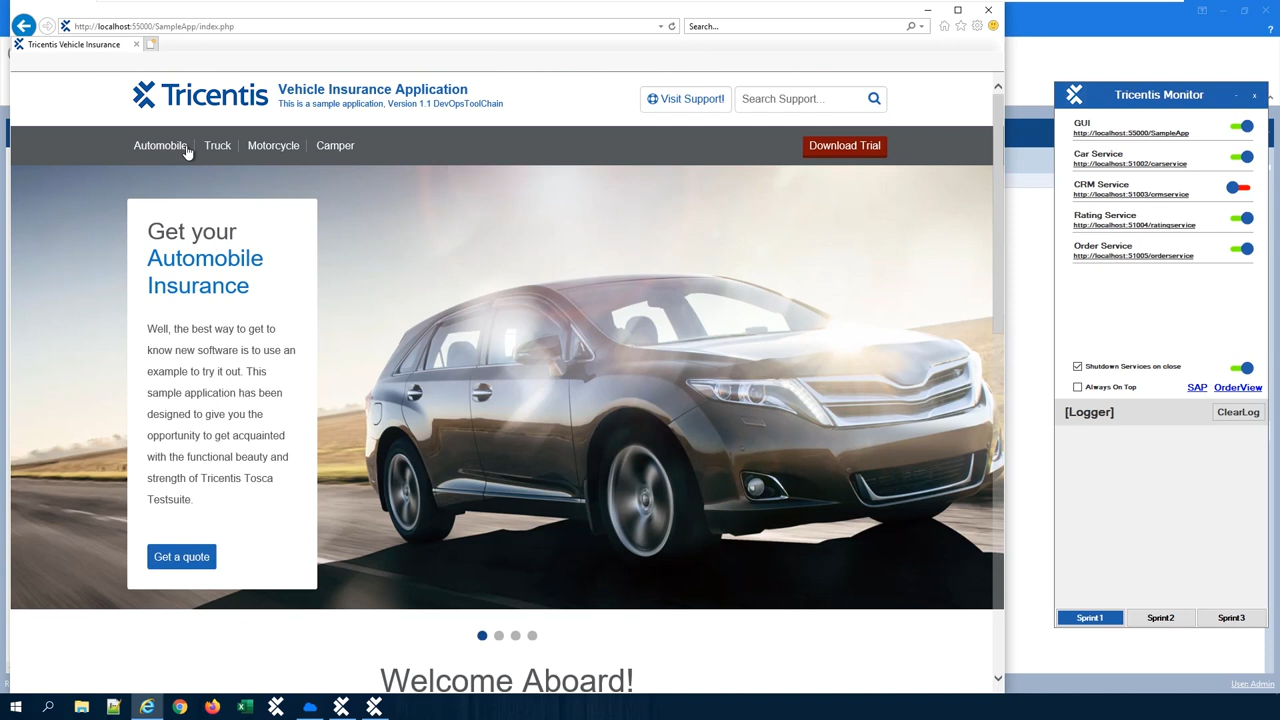 http://localhost:55000/SampleApp/index.php
Search...
Tricentis Vehicle Insurance
Tricentis
Vehicle Insurance Application
This is a sample application, Version 1.1 DevOpsToolChain
Visit Support!
Search Support...
Automobile
Truck
Motorcycle
Camper
Download Trial
Get your
Automobile
Insurance
Well, the best way to get to
know new software is to use an
example to try it out. This
sample application has been
designed to give you the
opportunity to get acquainted
with the functional beauty and
strength of Tricentis Tosca
Testsuite.
Get a quote
Welcome Aboard!
Tricentis Monitor
GUI
http://localhost:55000/SampleApp
Car Service
http://localhost:51002/carservice
CRM Service
http://localhost:51003/crmservice
Rating Service
http://localhost:51004/ratingservice
Order Service
http://localhost:51005/orderservice
Shutdown Services on close
Always On Top
SAP
OrderView
[Logger]
ClearLog
Sprint1
Sprint2
Sprint3
User: Admin